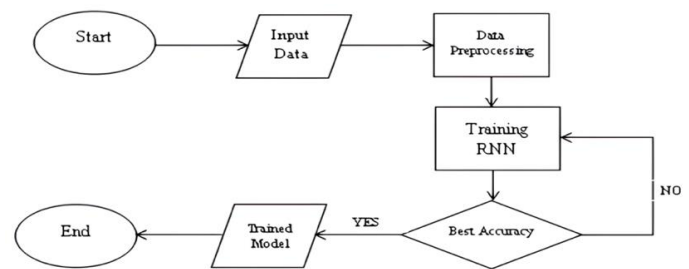 Start
Input
Data
Data
Preprocessing
Training
RNN
NO
Best Accuracy
YES
Trained
Model
End